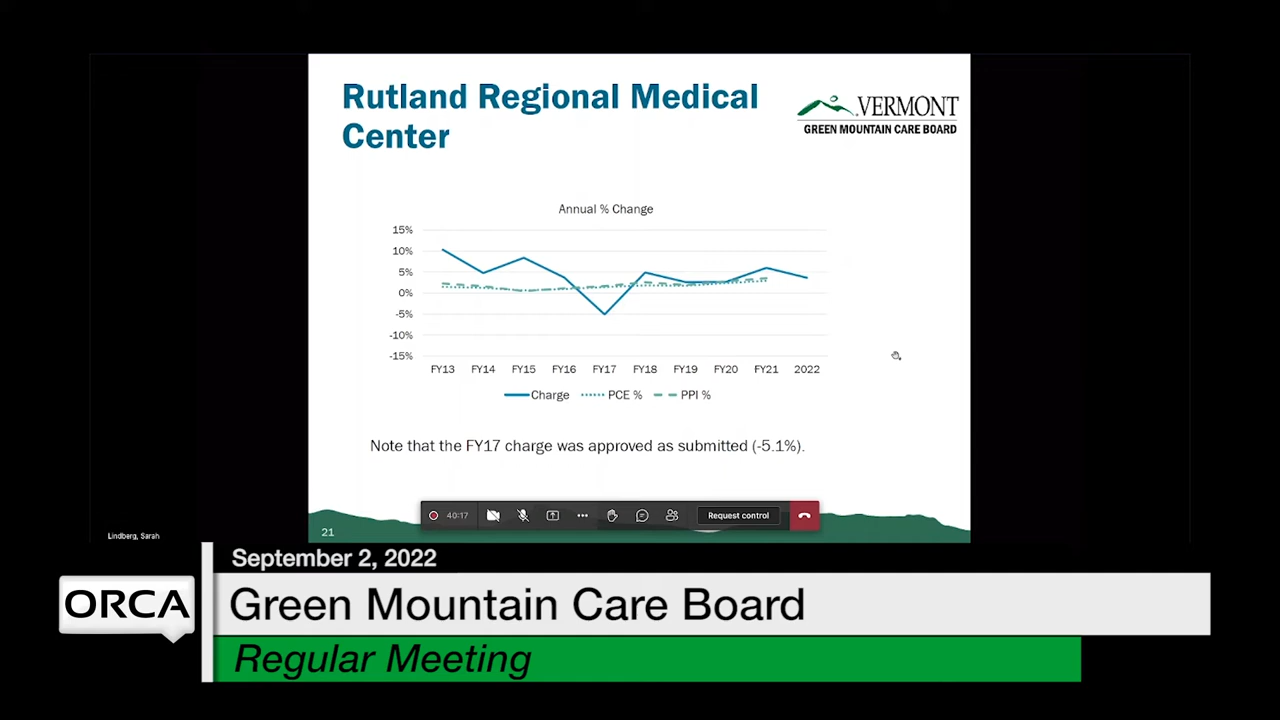 Rutland Regional Medical
Center
VERMONT
GREEN MOUNTAIN CARE BOARD
Annual % Change
15%
10%
5%
0%
-5%
-10%
-15%
FY13 FY14 FY15 FY16 FY17 FY18 FY19 FY20 FY21 2022
Charge PCE % PPI %
Note that the FY17 charge was approved as submitted (-5.1%).
40:17 Request control
21
Lindberg, Sarah
September 2, 2022
ORCA
Green Mountain Care Board
Regular Meeting